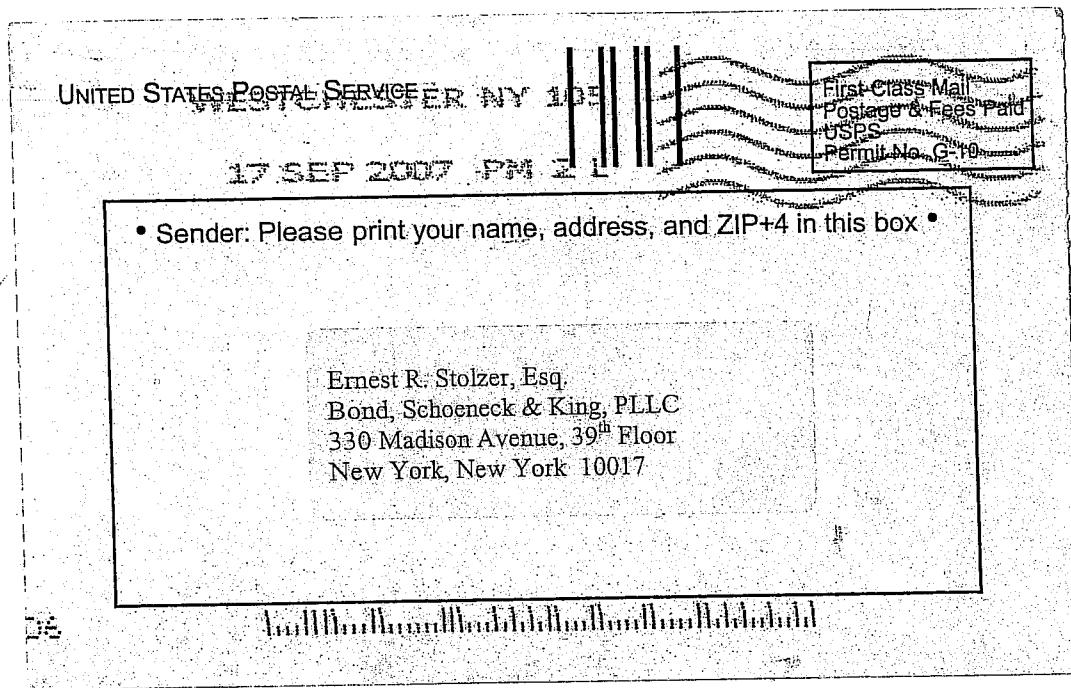 UNITED STATES POSTAL SERVICE
WESTCHESTER NY 105
17 SEP 2007 PM 2 L
First-Class Mail
Postage & Fees Paid
USPS
Permit No. G-10
• Sender: Please print your name, address, and ZIP+4 in this box •
Ernest R. Stolzer, Esq.
Bond, Schoeneck & King, PLLC
330 Madison Avenue, 39th Floor
New York, New York 10017